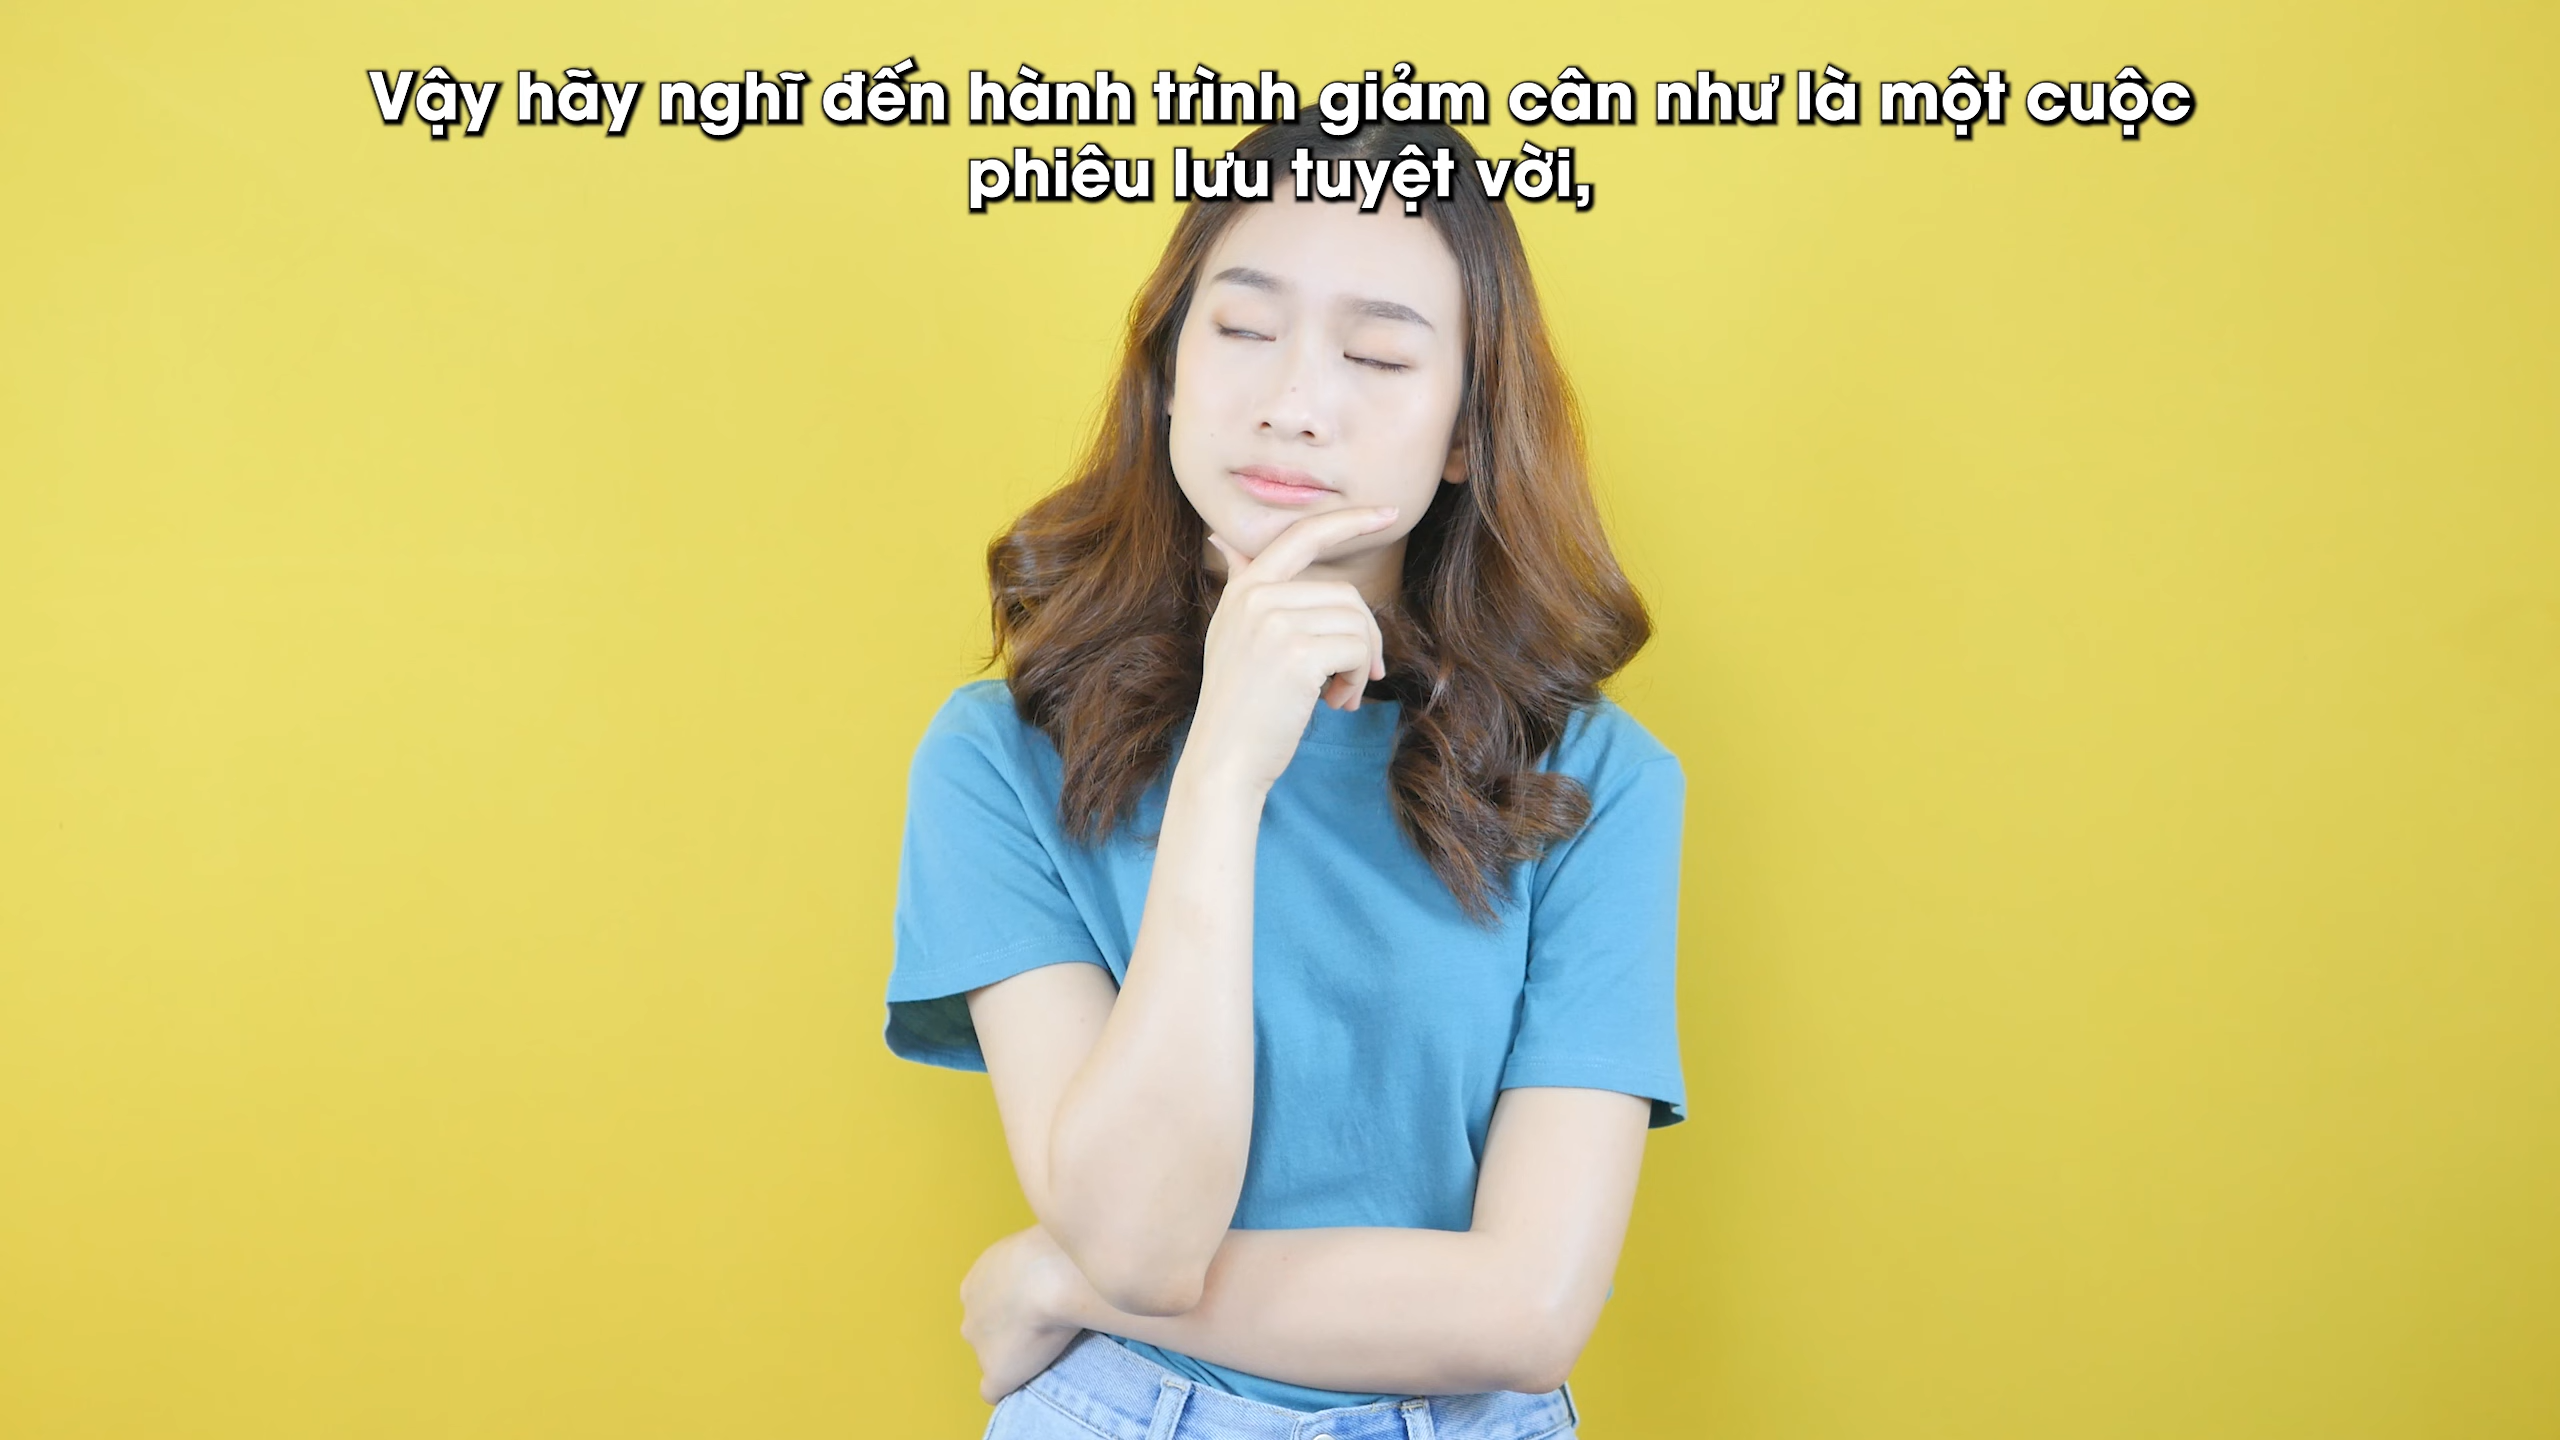 Vậy hãy nghĩ đến hành trình giảm cân như là một cuộc
phiêu lưu tuyệt vời,